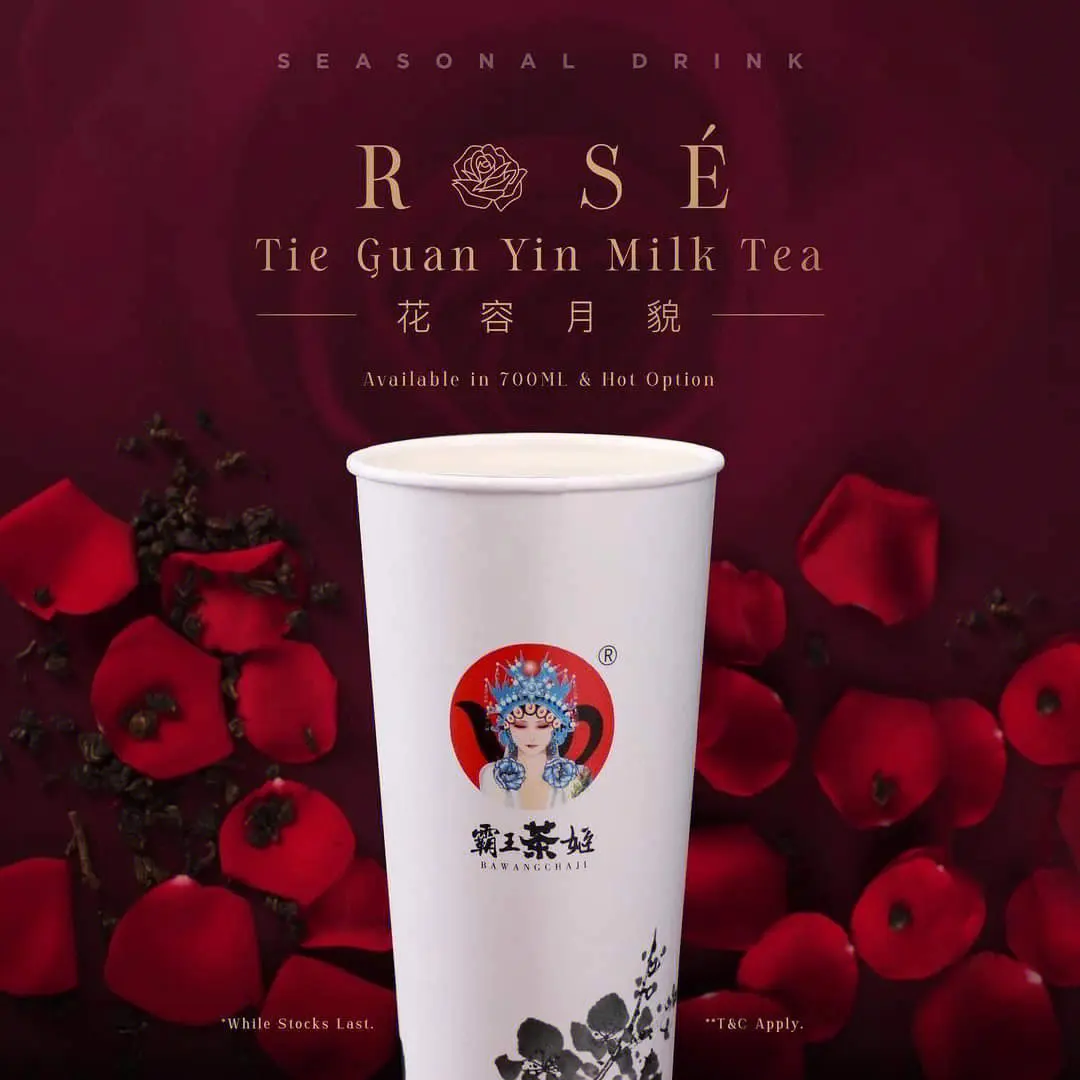 SEASONAL DRINK
ROSÉ
Tie Guan Yin Milk Tea
花容月貌
Available in 700ML & Hot Option
®
霸王茶姬
BAWANGCHAJI
*While Stocks Last.
**T&C Apply.